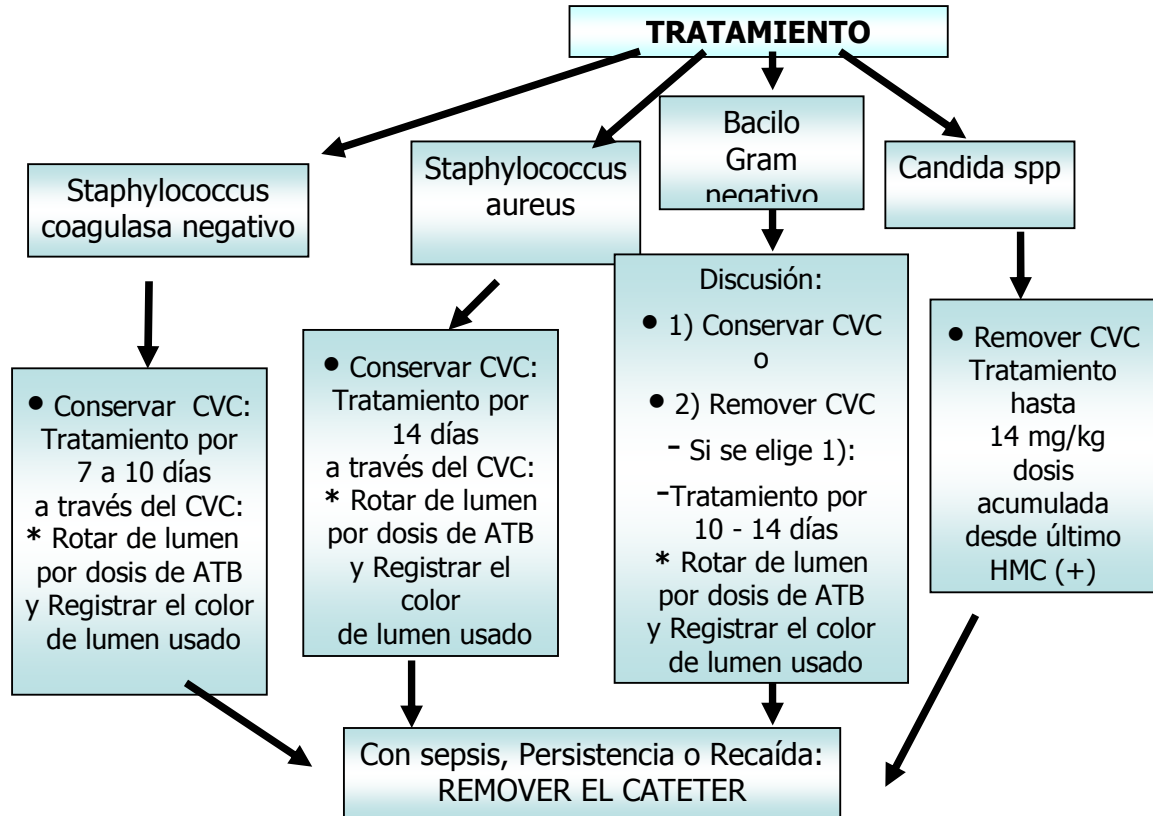 TRATAMIENTO
Staphylococcus
coagulasa negativo
Staphylococcus
aureus
Bacilo
Gram
negativo
Candida spp
• Conservar CVC:
Tratamiento por
7 a 10 días
a través del CVC:
* Rotar de lumen
por dosis de ATB
y Registrar el color
de lumen usado
• Conservar CVC:
Tratamiento por
14 días
a través del CVC:
* Rotar de lumen
por dosis de ATB
y Registrar el
color
de lumen usado
Discusión:
• 1) Conservar CVC
o
• 2) Remover CVC
- Si se elige 1):
-Tratamiento por
10 - 14 días
* Rotar de lumen
por dosis de ATB
y Registrar el color
de lumen usado
• Remover CVC
Tratamiento
hasta
14 mg/kg
dosis
acumulada
desde último
HMC (+)
Con sepsis, Persistencia o Recaída:
REMOVER EL CATETER